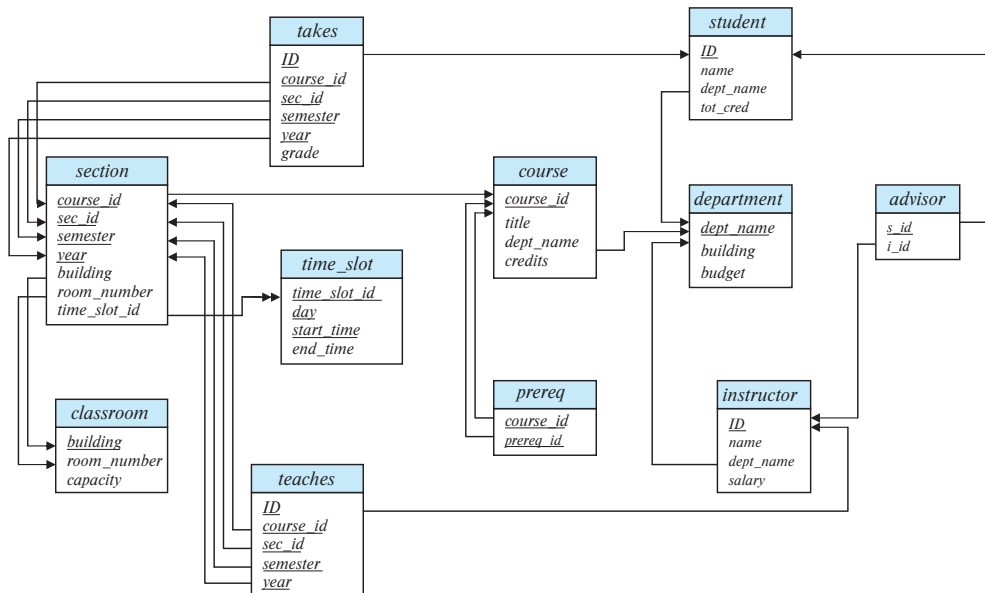 takes
ID
course_id
sec_id
semester
year
grade
student
ID
name
dept_name
tot_cred
section
course_id
sec_id
semester
year
building
room_number
time_slot_id
course
course_id
title
dept_name
credits
department
dept_name
building
budget
advisor
s_id
i_id
time_slot
time_slot_id
day
start_time
end_time
prereq
course_id
prereq_id
instructor
ID
name
dept_name
salary
classroom
building
room_number
capacity
teaches
ID
course_id
sec_id
semester
year